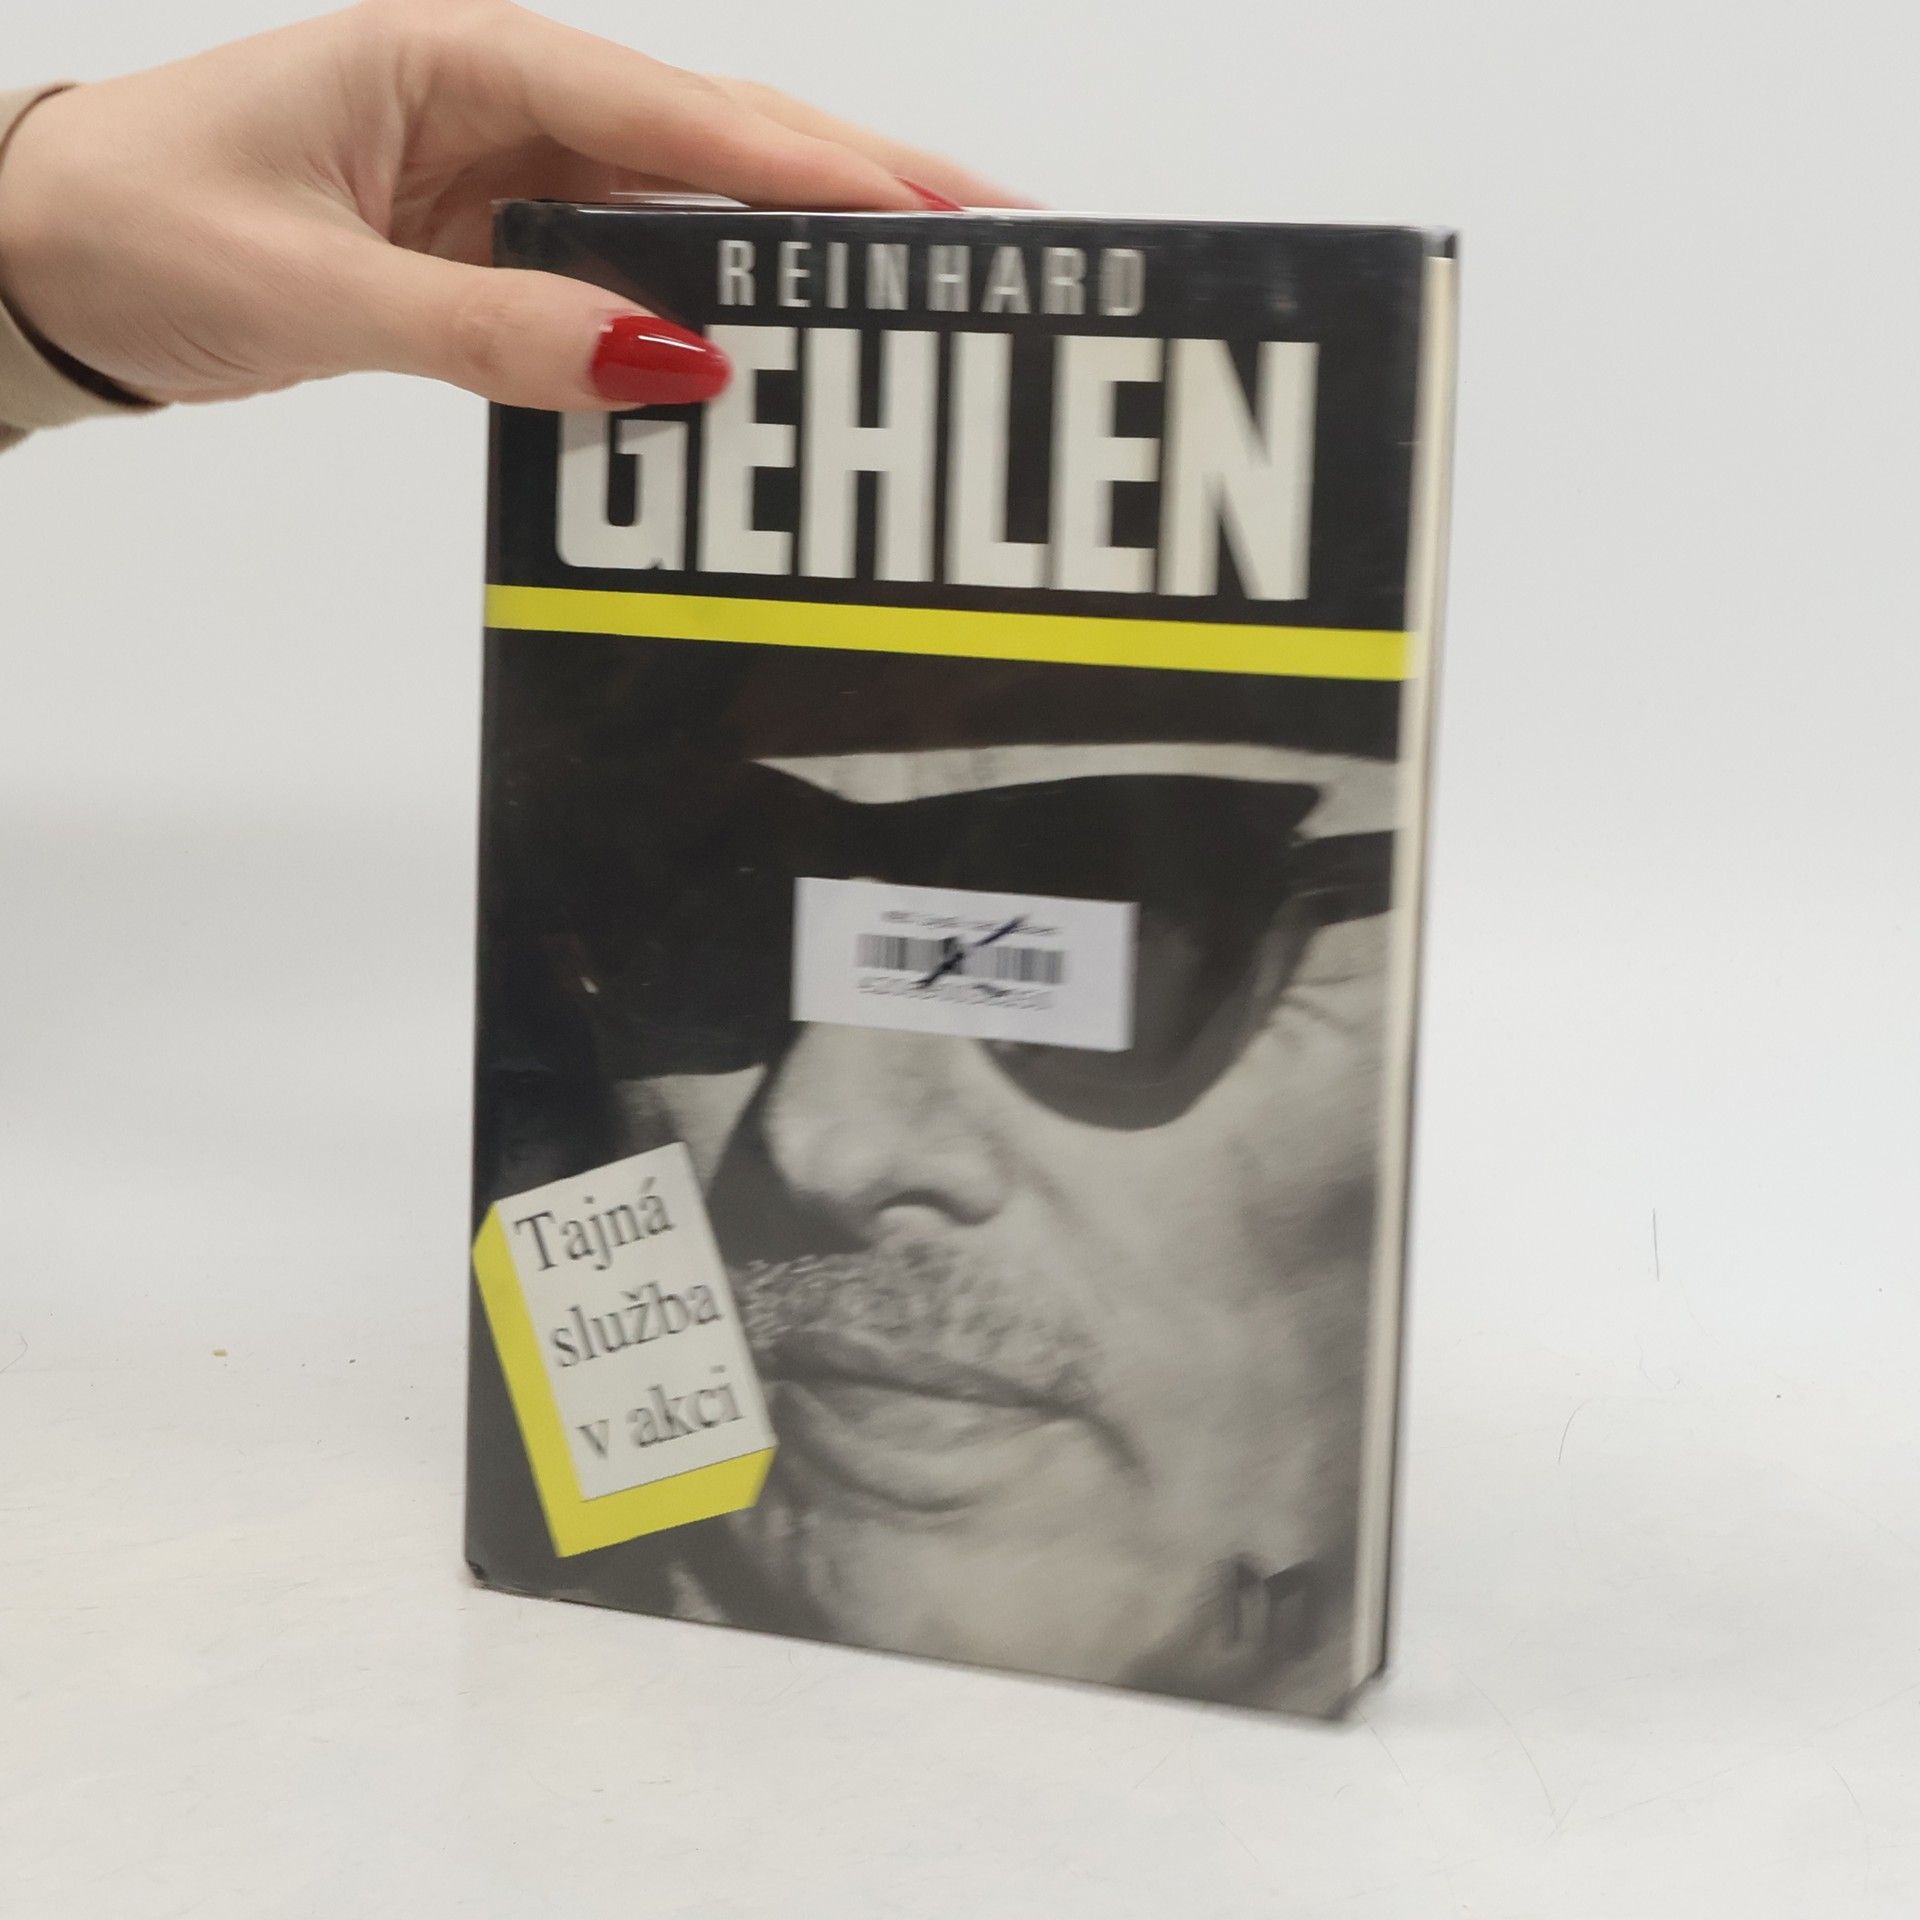 REINHARD
GEHLEN
Tajná
služba
v akci